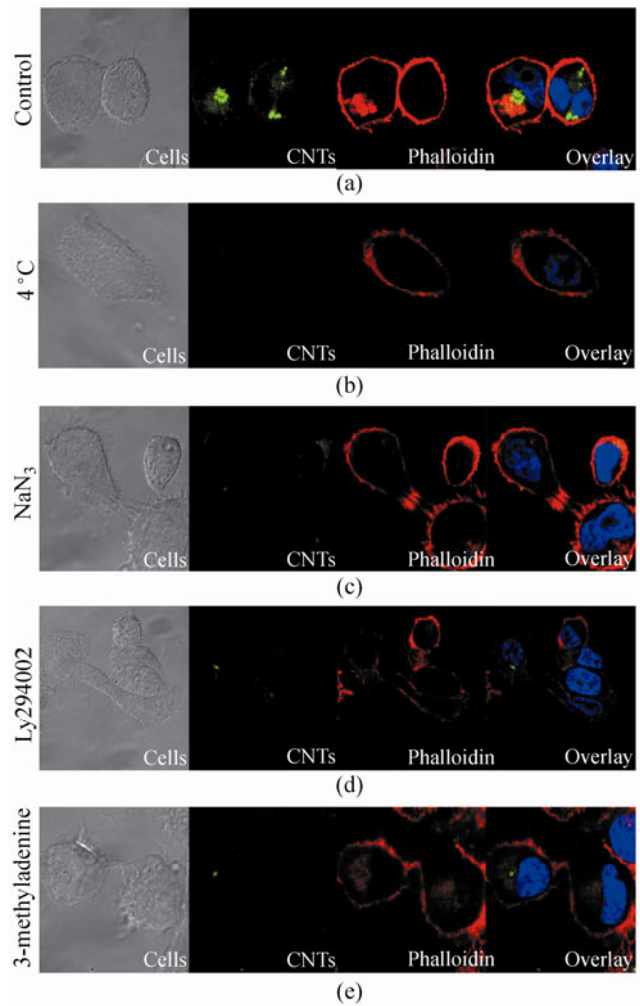 Control
Cells CNTs Phalloidin Overlay
(a)
4 °C
Cells CNTs Phalloidin Overlay
(b)
NaN₃
Cells CNTs Phalloidin Overlay
(c)
Ly294002
Cells CNTs Phalloidin Overlay
(d)
3-methyladenine
Cells CNTs Phalloidin Overlay
(e)